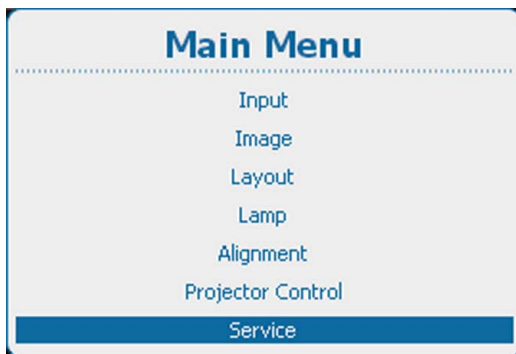 Main Menu
Input
Image
Layout
Lamp
Alignment
Projector Control
Service